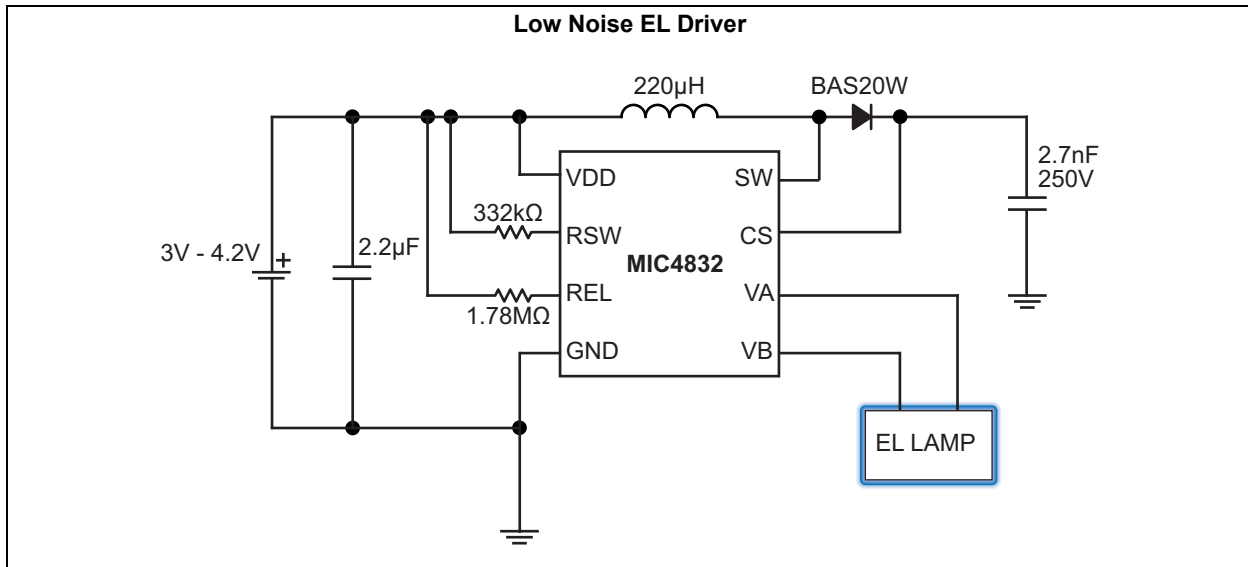 Low Noise EL Driver
220µH
BAS20W
2.7nF
250V
VDD
SW
332kΩ
RSW
CS
3V - 4.2V
+
2.2µF
MIC4832
REL
VA
1.78MΩ
GND
VB
EL LAMP